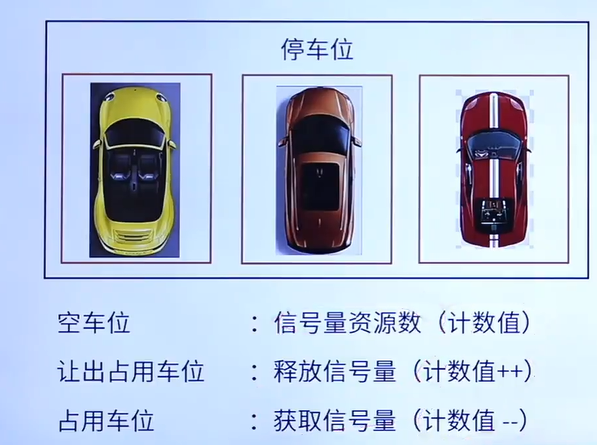 停车位
空车位 ：信号量资源数（计数值）
让出占用车位 ：释放信号量（计数值++）
占用车位 ：获取信号量（计数值 --）